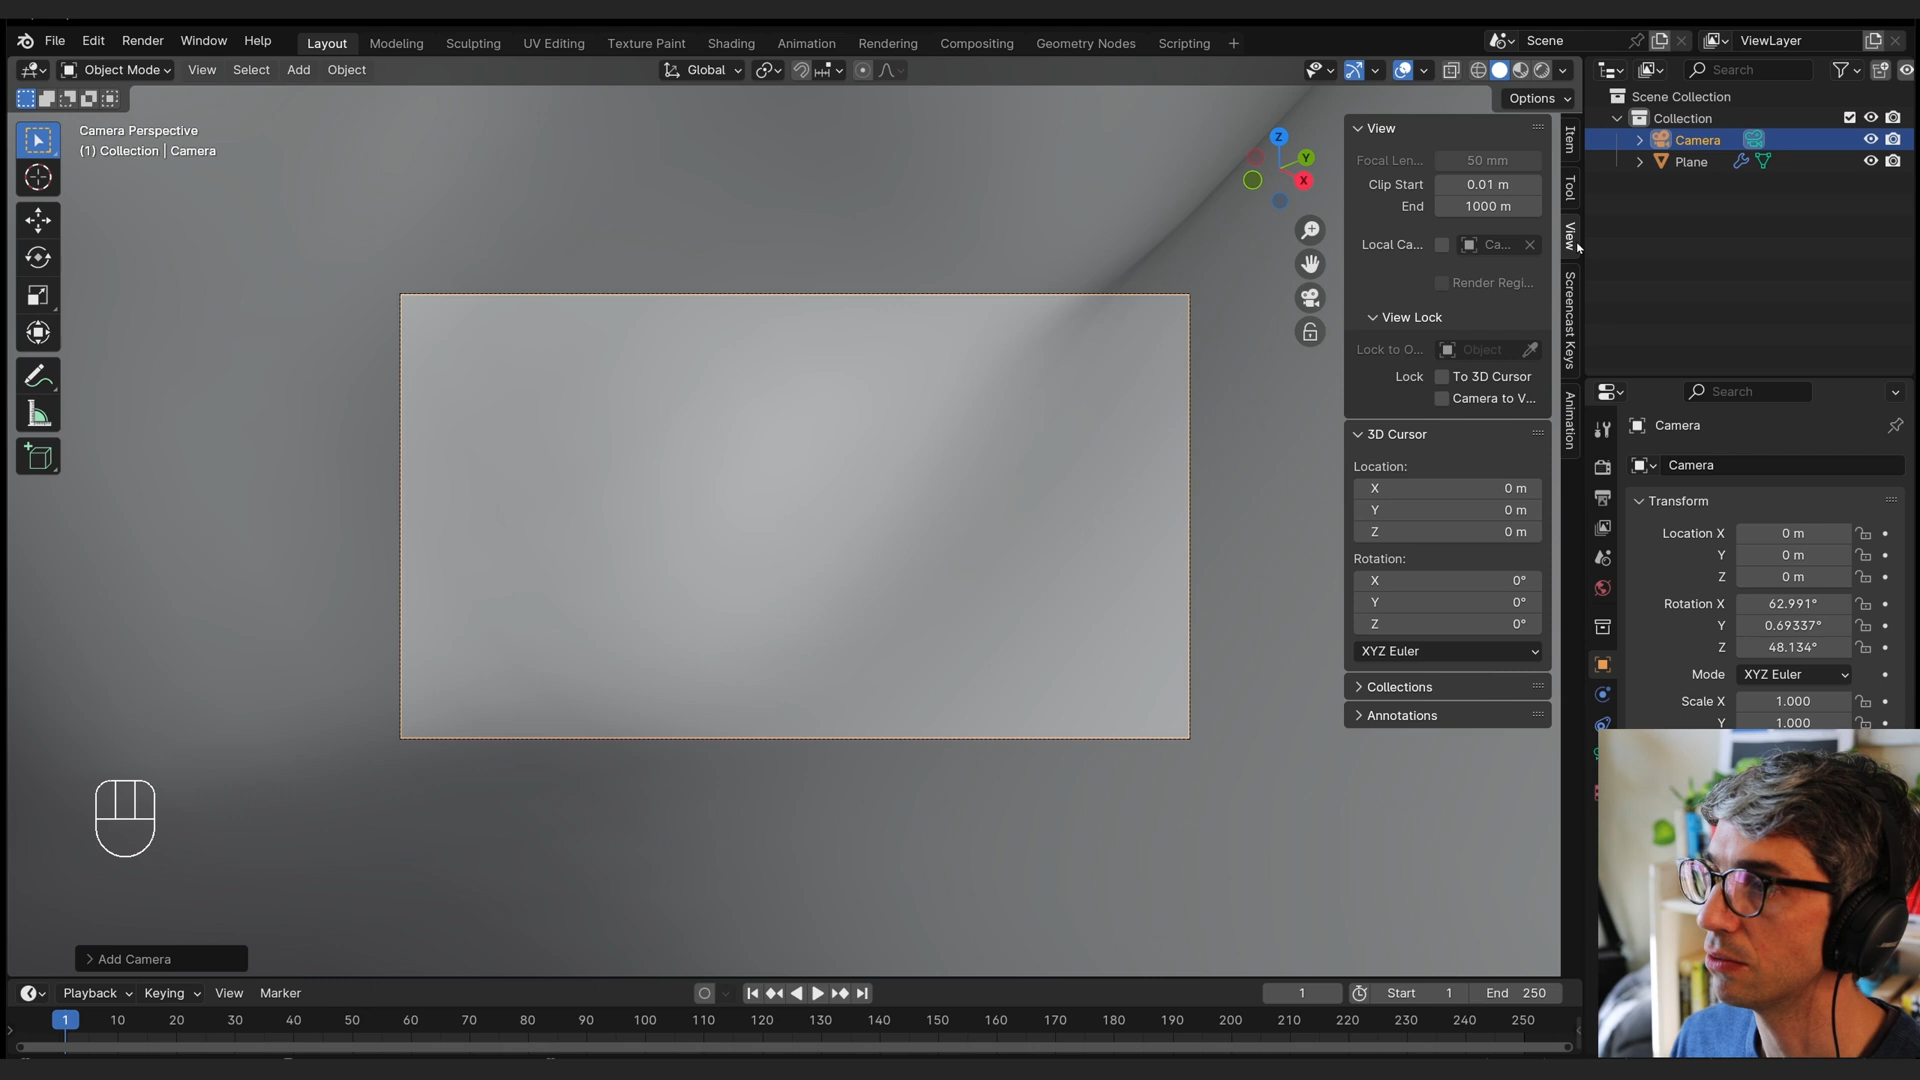 File Edit Render Window Help Layout Modeling Sculpting UV Editing Texture Paint Shading Animation Rendering Compositing Geometry Nodes Scripting + Scene ViewLayer
Object Mode View Select Add Object Global Search
Options
Camera Perspective
(1) Collection | Camera
Z
Y
X
View
Focal Len... 50 mm
Clip Start 0.01 m
End 1000 m
Local Ca... Ca...
Render Regi...
View Lock
Lock to O... Object
Lock To 3D Cursor
Camera to V...
3D Cursor
Location:
X 0 m
Y 0 m
Z 0 m
Rotation:
X 0°
Y 0°
Z 0°
XYZ Euler
Collections
Annotations
Item
Tool
View
Screencast Keys
Animation
Scene Collection
Collection
Camera
Plane
Search
Camera
Camera
Transform
Location X 0 m
Y 0 m
Z 0 m
Rotation X 62.991°
Y 0.69337°
Z 48.134°
Mode XYZ Euler
Scale X 1.000
Y 1.000
Add Camera
Playback Keying View Marker 1 Start 1 End 250
1 10 20 30 40 50 60 70 80 90 100 110 120 130 140 150 160 170 180 190 200 210 220 230 240 250